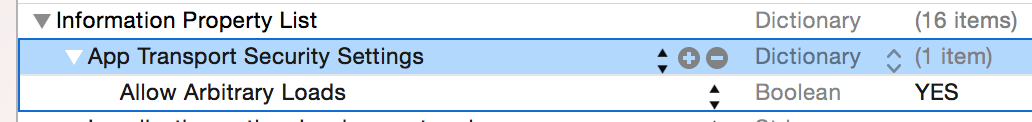 Information Property List Dictionary (16 items)
App Transport Security Settings Dictionary (1 item)
Allow Arbitrary Loads Boolean YES